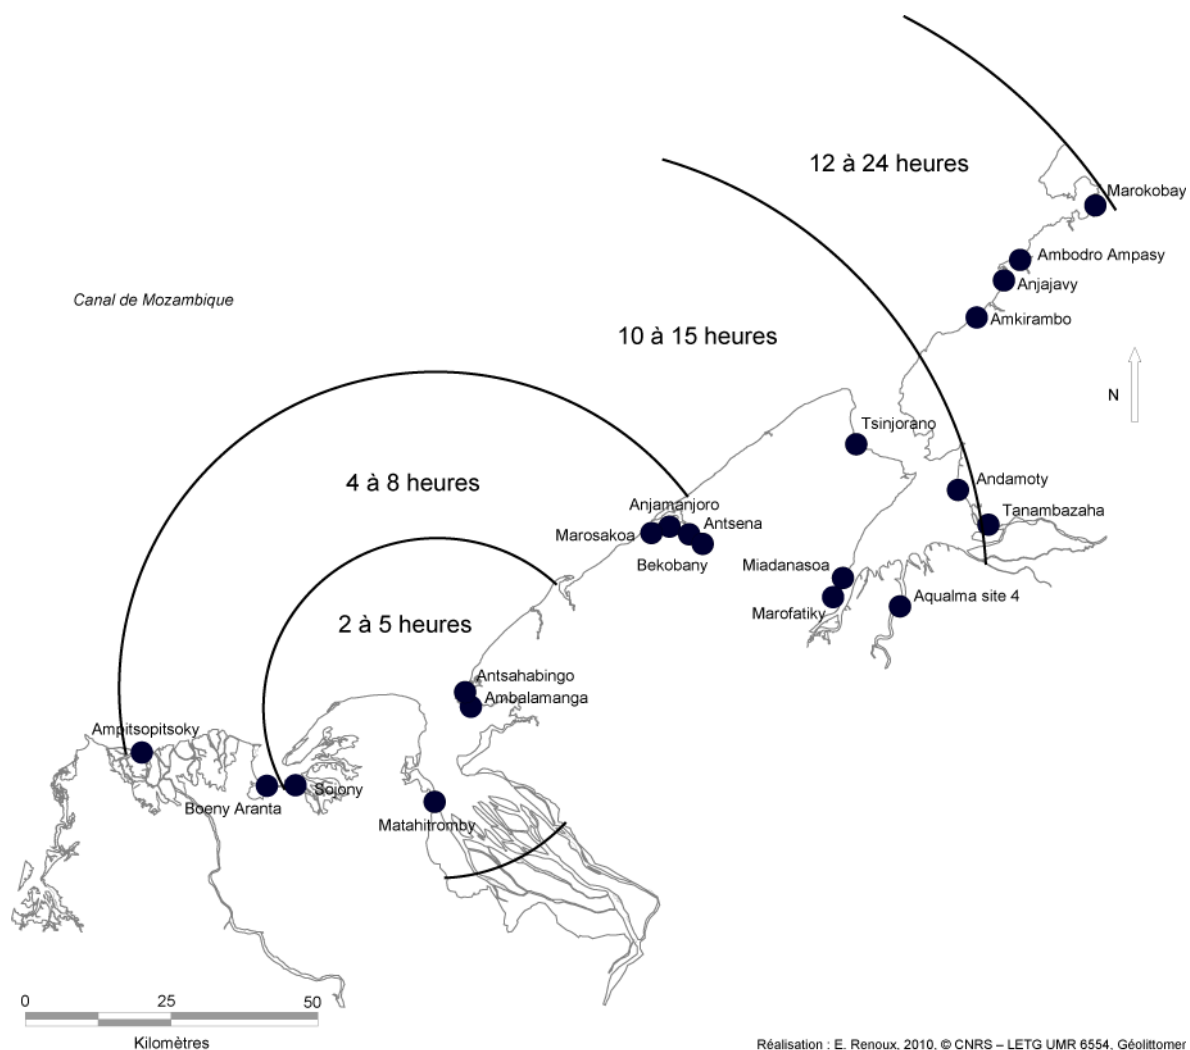 12 à 24 heures
Marokobay
Ambodro Ampasy
Anjajavy
Canal de Mozambique
Amkirambo
10 à 15 heures
N
Tsinjorano
4 à 8 heures
Andamoty
Anjamanjoro
Tanambazaha
Antsena
Marosakoa
Bekobany
Miadanasoa
Aqualma site 4
Marofatiky
2 à 5 heures
Antsahabingo
Ambalamanga
Ampitsopitsoky
Sojony
Boeny Aranta
Matahitromby
0 25 50
Kilomètres
Réalisation : E. Renoux, 2010, © CNRS – LETG UMR 6554, Géolittomer